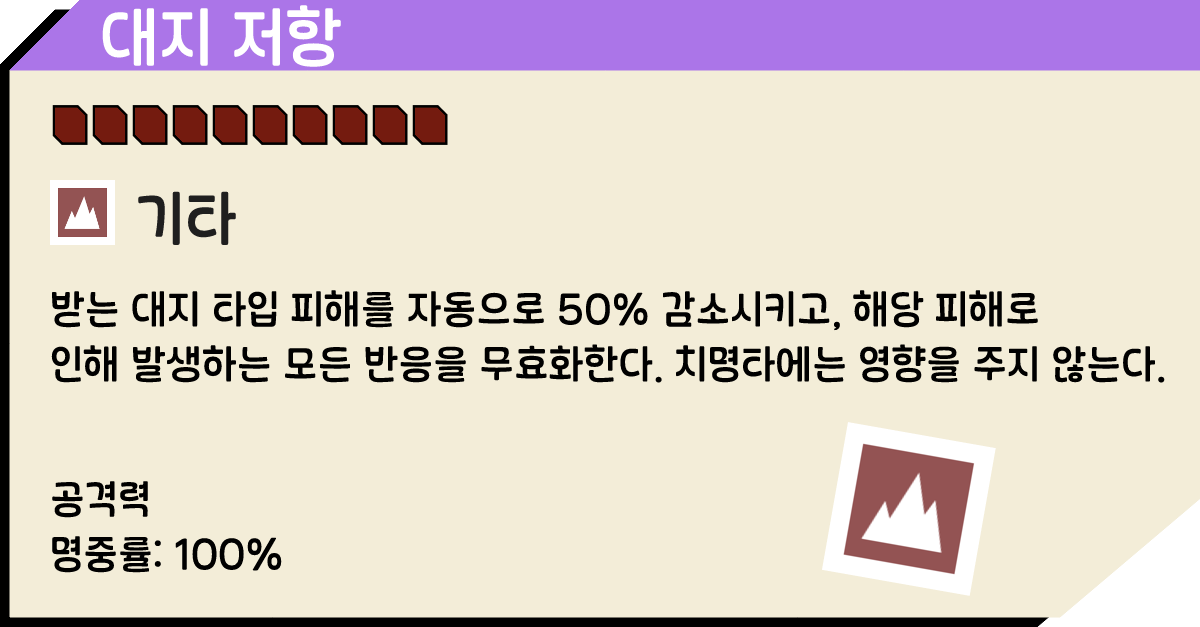 대지 저항
기타
받는 대지 타입 피해를 자동으로 50% 감소시키고, 해당 피해로
인해 발생하는 모든 반응을 무효화한다. 치명타에는 영향을 주지 않는다.
공격력
명중률: 100%